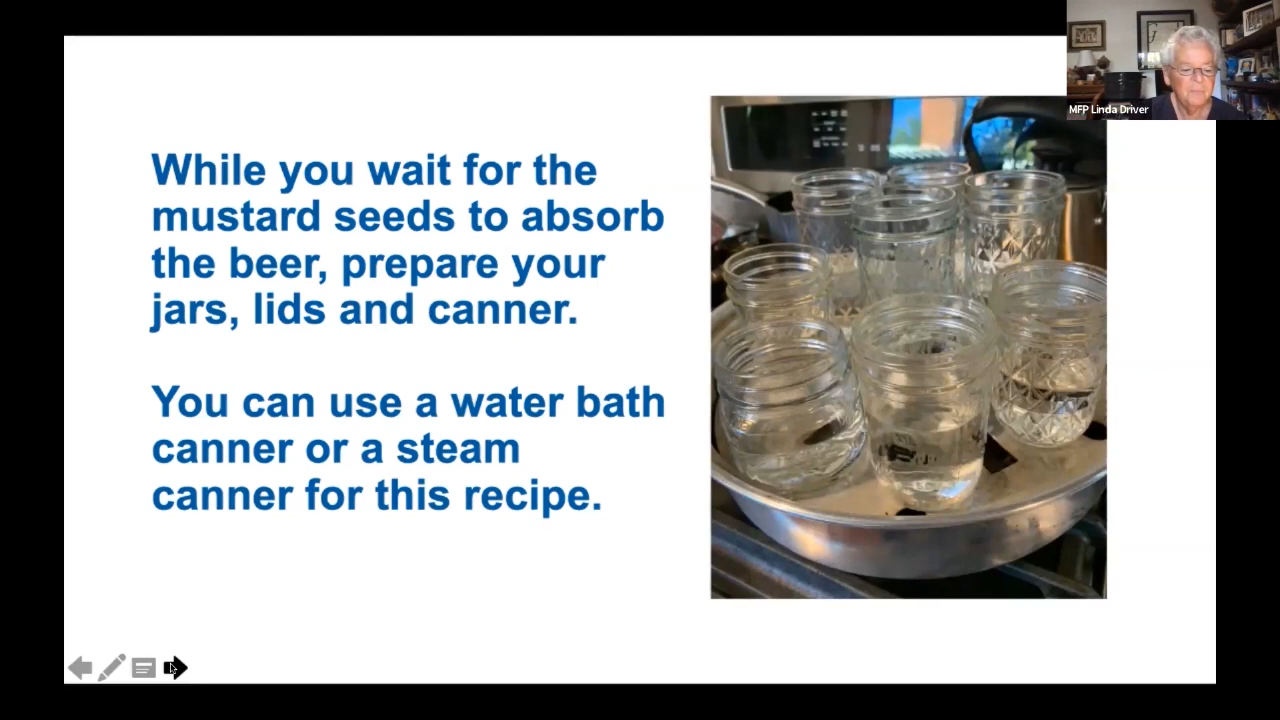 While you wait for the
mustard seeds to absorb
the beer, prepare your
jars, lids and canner.
You can use a water bath
canner or a steam
canner for this recipe.
MFP Linda Driver